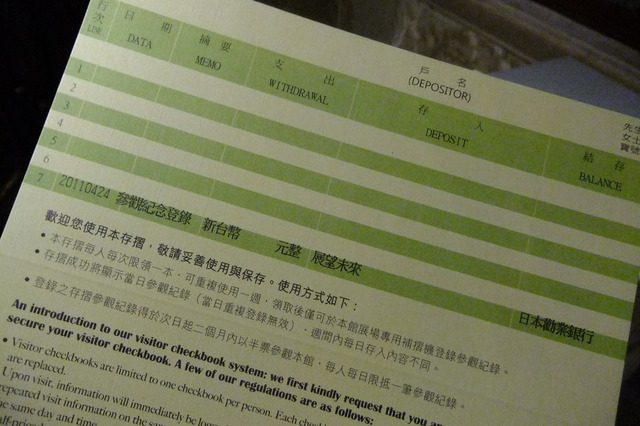 戶 名
(DEPOSITOR)
先生
女士
寶號
行次 日 期 摘 要 支 出 存 入 結 存
LINE DATA MEMO WITHDRAWAL DEPOSIT BALANCE
1
2
3
4
5
6
7 20110424 參觀紀念登錄 新台幣 元整 展望未來 日本勸業銀行
歡迎您使用本存摺，敬請妥善使用與保存。使用方式如下：
• 本存摺每人每次限領一本，可重複使用一週，領取後僅可於本館展場專用補摺機登錄參觀紀錄。
• 存摺成功將顯示當日參觀紀錄（當日重複登錄無效），週間內每日存入內容不同。
• 登錄之存摺參觀紀錄得於次日起二個月內以半票參觀本館，每人每日限抵一筆參觀紀錄。
An introduction to our visitor checkbook system: we first kindly request that you
secure your visitor checkbook. A few of our regulations are as follows:
• Visitor checkbooks are limited to one checkbook per person. Each
are replaced.
Upon visit, information will immediately be
repeated visit information on the
same day and time